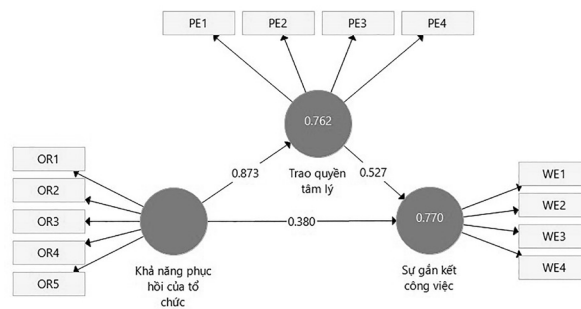 PE1 PE2 PE3 PE4
0.762
Trao quyền
tâm lý
0.873
0.527
OR1
OR2
OR3
OR4
OR5
Khả năng phục
hồi của tổ
chức
0.380
0.770
Sự gắn kết
công việc
WE1
WE2
WE3
WE4